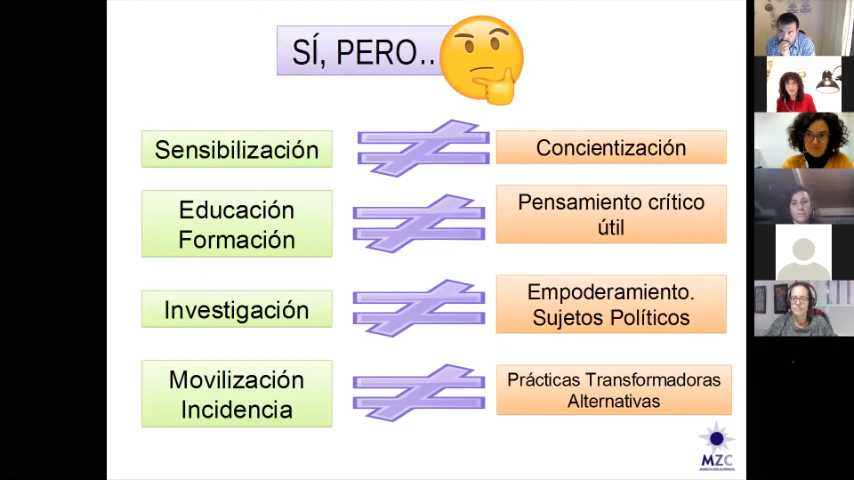 SÍ, PERO..
Sensibilización
Concientización
Educación
Formación
Pensamiento crítico
útil
Investigación
Empoderamiento.
Sujetos Políticos
Movilización
Incidencia
Prácticas Transformadoras
Alternativas
MZC